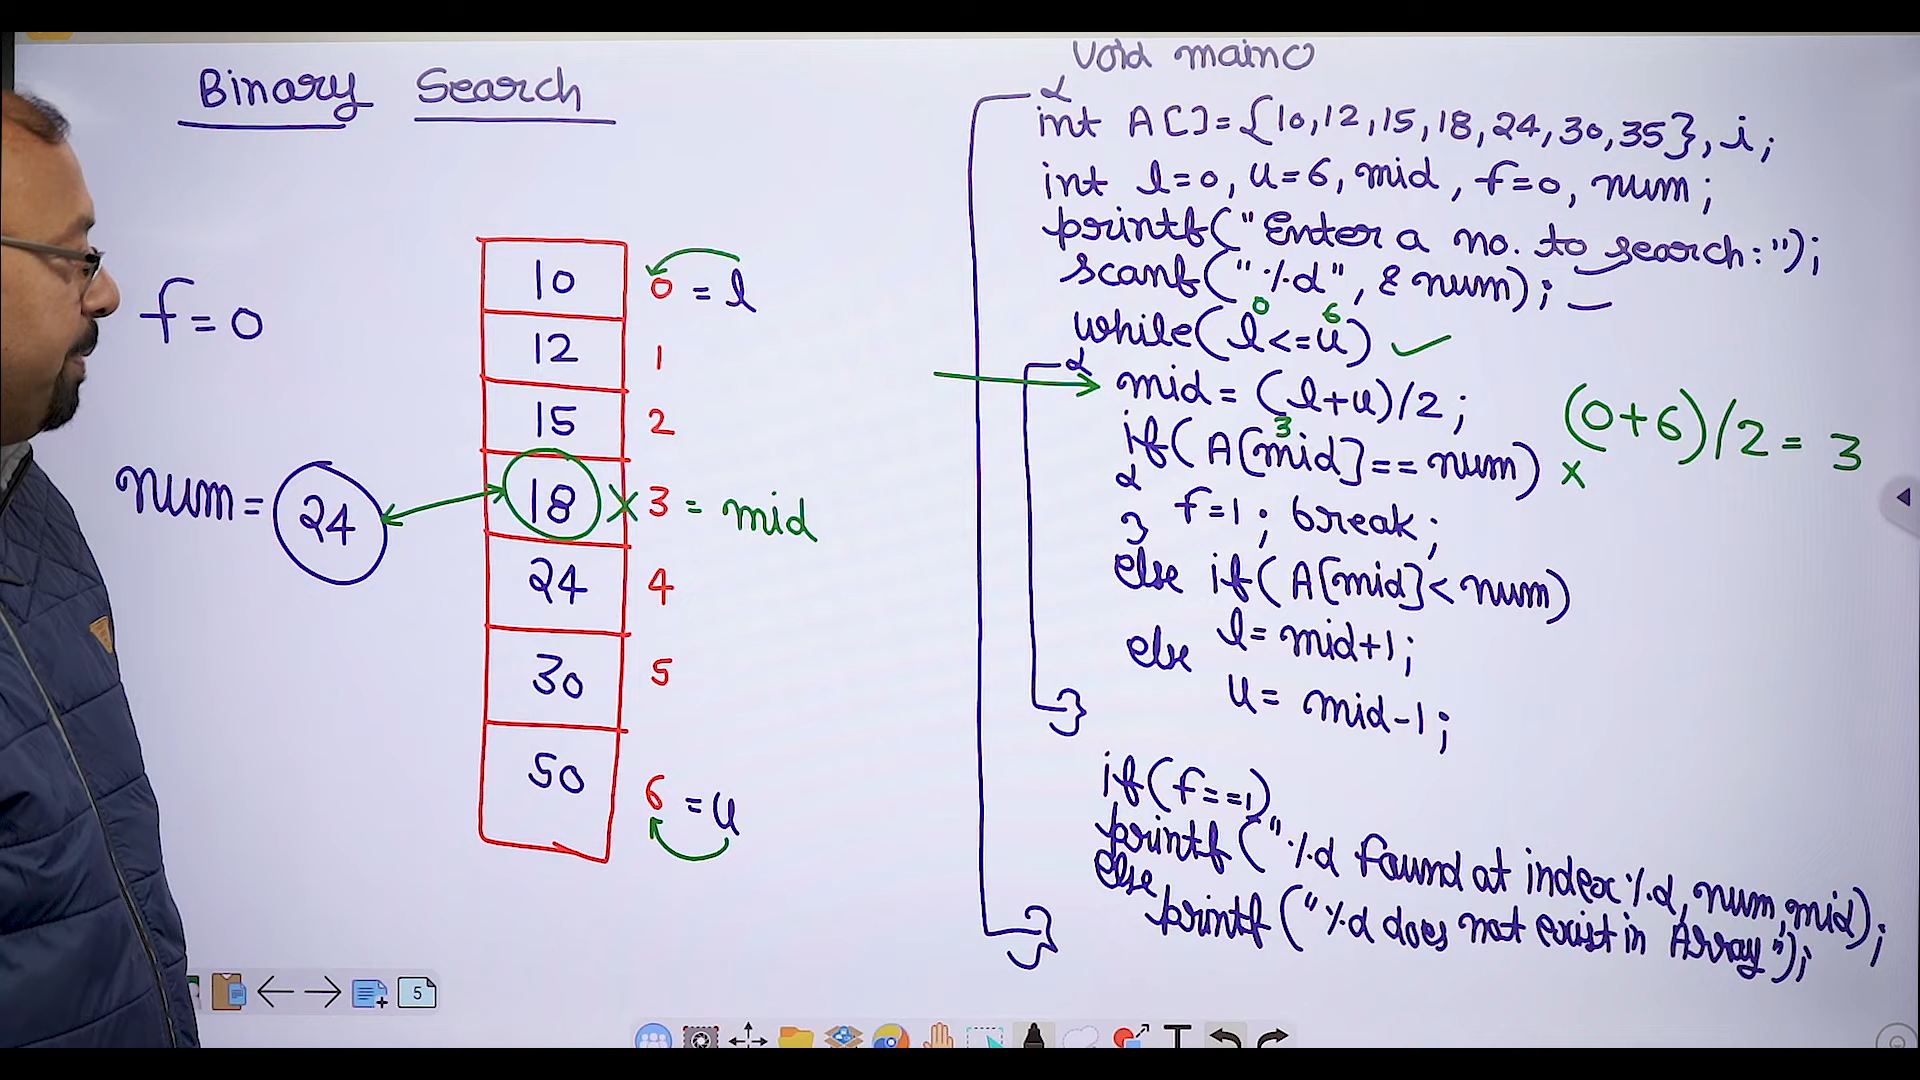 Binary Search
f=0
num= 24
10 0 = l
12 1
15 2
18 x 3 = mid
24 4
30 5
50 6 = u
void main()
{
int A[]={10,12,15,18,24,30,35}, i;
int l=0, u=6, mid, f=0, num;
printf("Enter a no. to search:");
scanf("%d", &num);
0 6
while(l<=u) ✓
{
mid= (l+u)/2; (0+6)/2= 3
3
if(A[mid]==num) x
{
f=1; break;
}
else if(A[mid]<num)
l= mid+1;
else
u= mid-1;
}
if(f==1)
printf("%d found at index%d, num,mid);
else
printf("%d does not exist in Array");
}
5
T